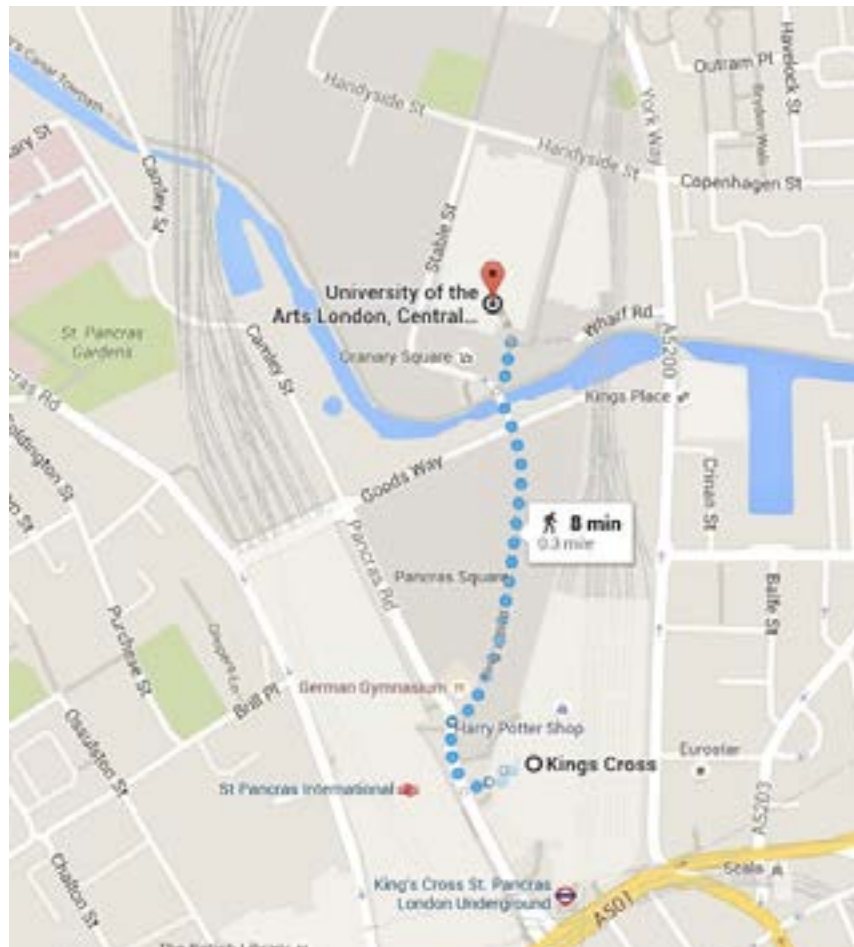 Outram Pl
Havelock St
Handyside St
York Way
Camley St
Handyside St
Copenhagen St
Stable St
University of the
Arts London, Central...
Wharf Rd
St. Pancras
Gardens
Camley St
Granary Square
A5200
Kings Place
Goldington St
Goods Way
Crinan St
8 min
0.3 mile
Pancras Rd
Pancras Square
Balfe St
Purchese St
German Gymnasium
Brill Pl
Harry Potter Shop
Ossulston St
Eurostar
Kings Cross
St Pancras International
A5203
Chalton St
Scala
King's Cross St. Pancras
London Underground
A501